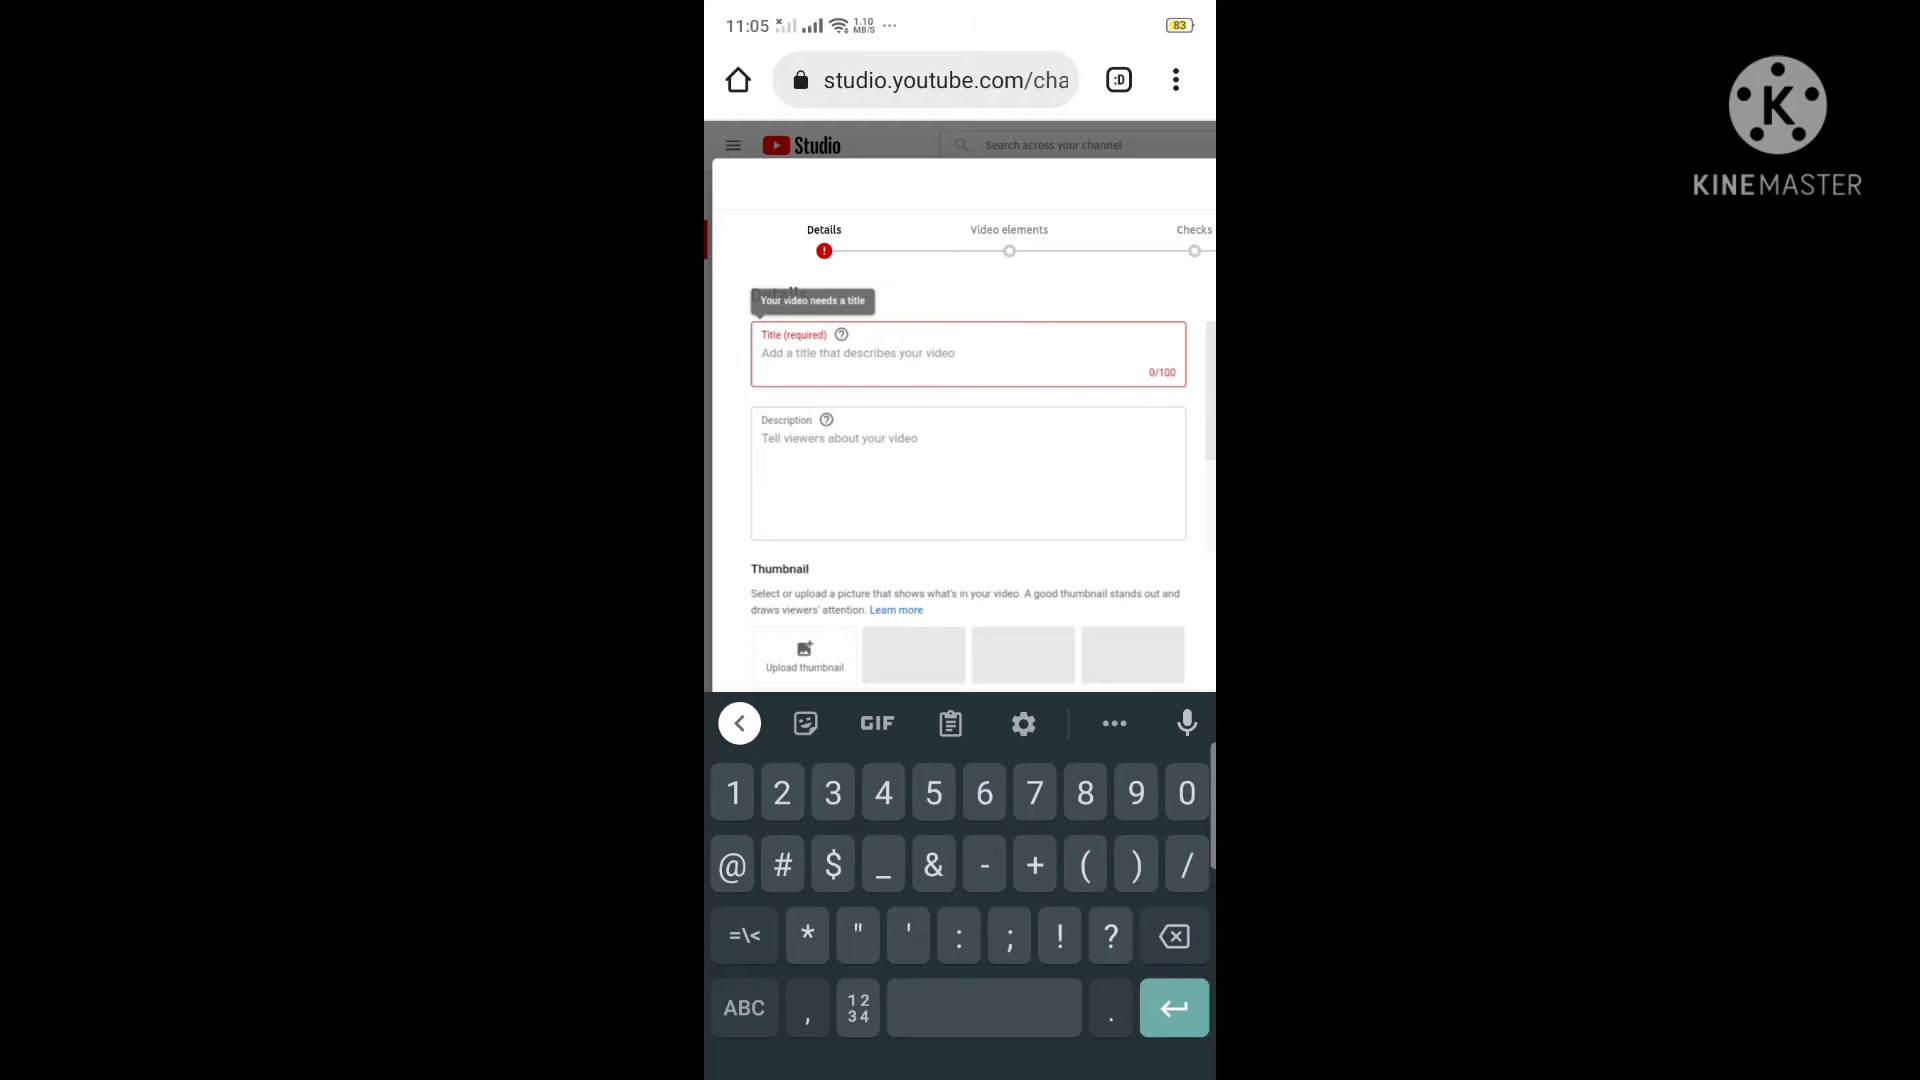 11:05 1.10 MB/S ... 83
studio.youtube.com/cha :D
Studio Search across your channel
K
KINEMASTER
Details Video elements Checks
!
Details
Your video needs a title
Title (required) ?
Add a title that describes your video
0/100
Description ?
Tell viewers about your video
Thumbnail
Select or upload a picture that shows what's in your video. A good thumbnail stands out and
draws viewers' attention. Learn more
Upload thumbnail
GIF ...
1 2 3 4 5 6 7 8 9 0
@ # $ _ & - + ( ) /
=\< * " ' : ; ! ?
ABC , 12 34 .